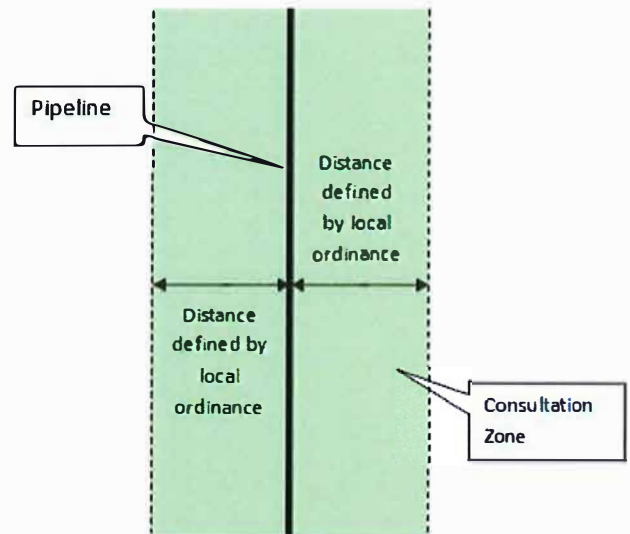 Pipeline
Distance
defined
by local
ordinance
Distance
defined by
local
ordinance
Consultation
Zone